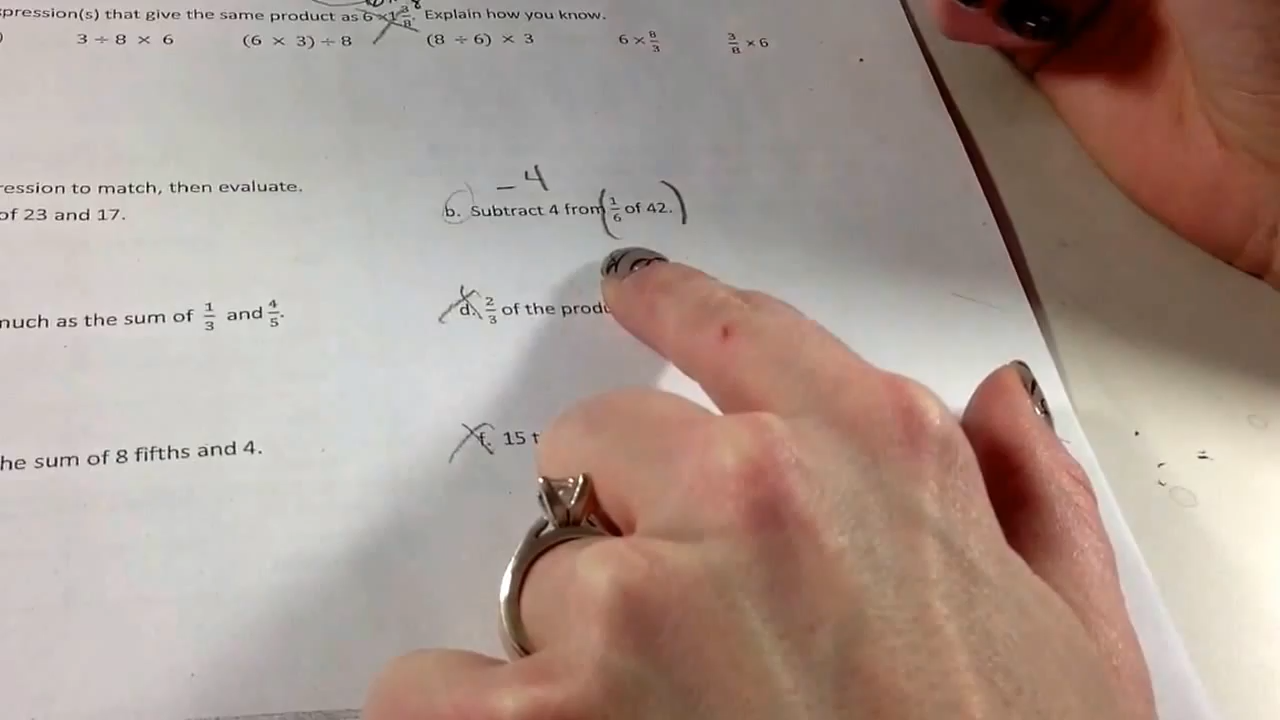 pression(s) that give the same product as 6 × 1 3/8. Explain how you know.
3 ÷ 8 × 6 (6 × 3) ÷ 8 (8 ÷ 6) × 3 6 × 8/3 3/8 × 6
ression to match, then evaluate.
- 4
of 23 and 17. b. Subtract 4 from (1/6 of 42.)
much as the sum of 1/3 and 4/5. d. 2/3 of the produ
he sum of 8 fifths and 4. f. 15 t